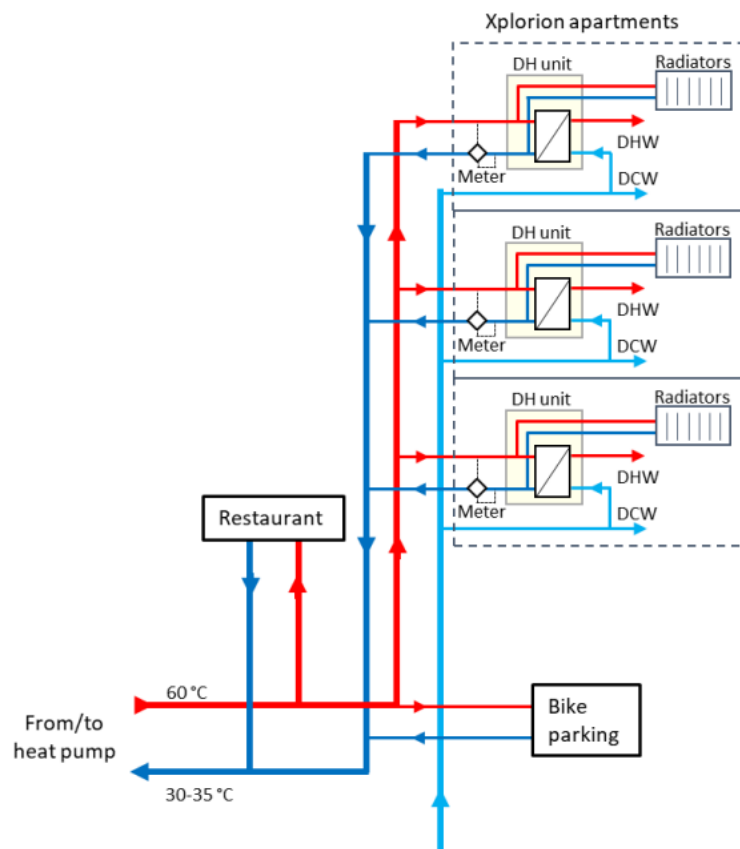 Xplorion apartments
DH unit
Radiators
DHW
Meter
DCW
DH unit
Radiators
DHW
Meter
DCW
DH unit
Radiators
DHW
Meter
DCW
Restaurant
60 °C
From/to
heat pump
30-35 °C
Bike
parking